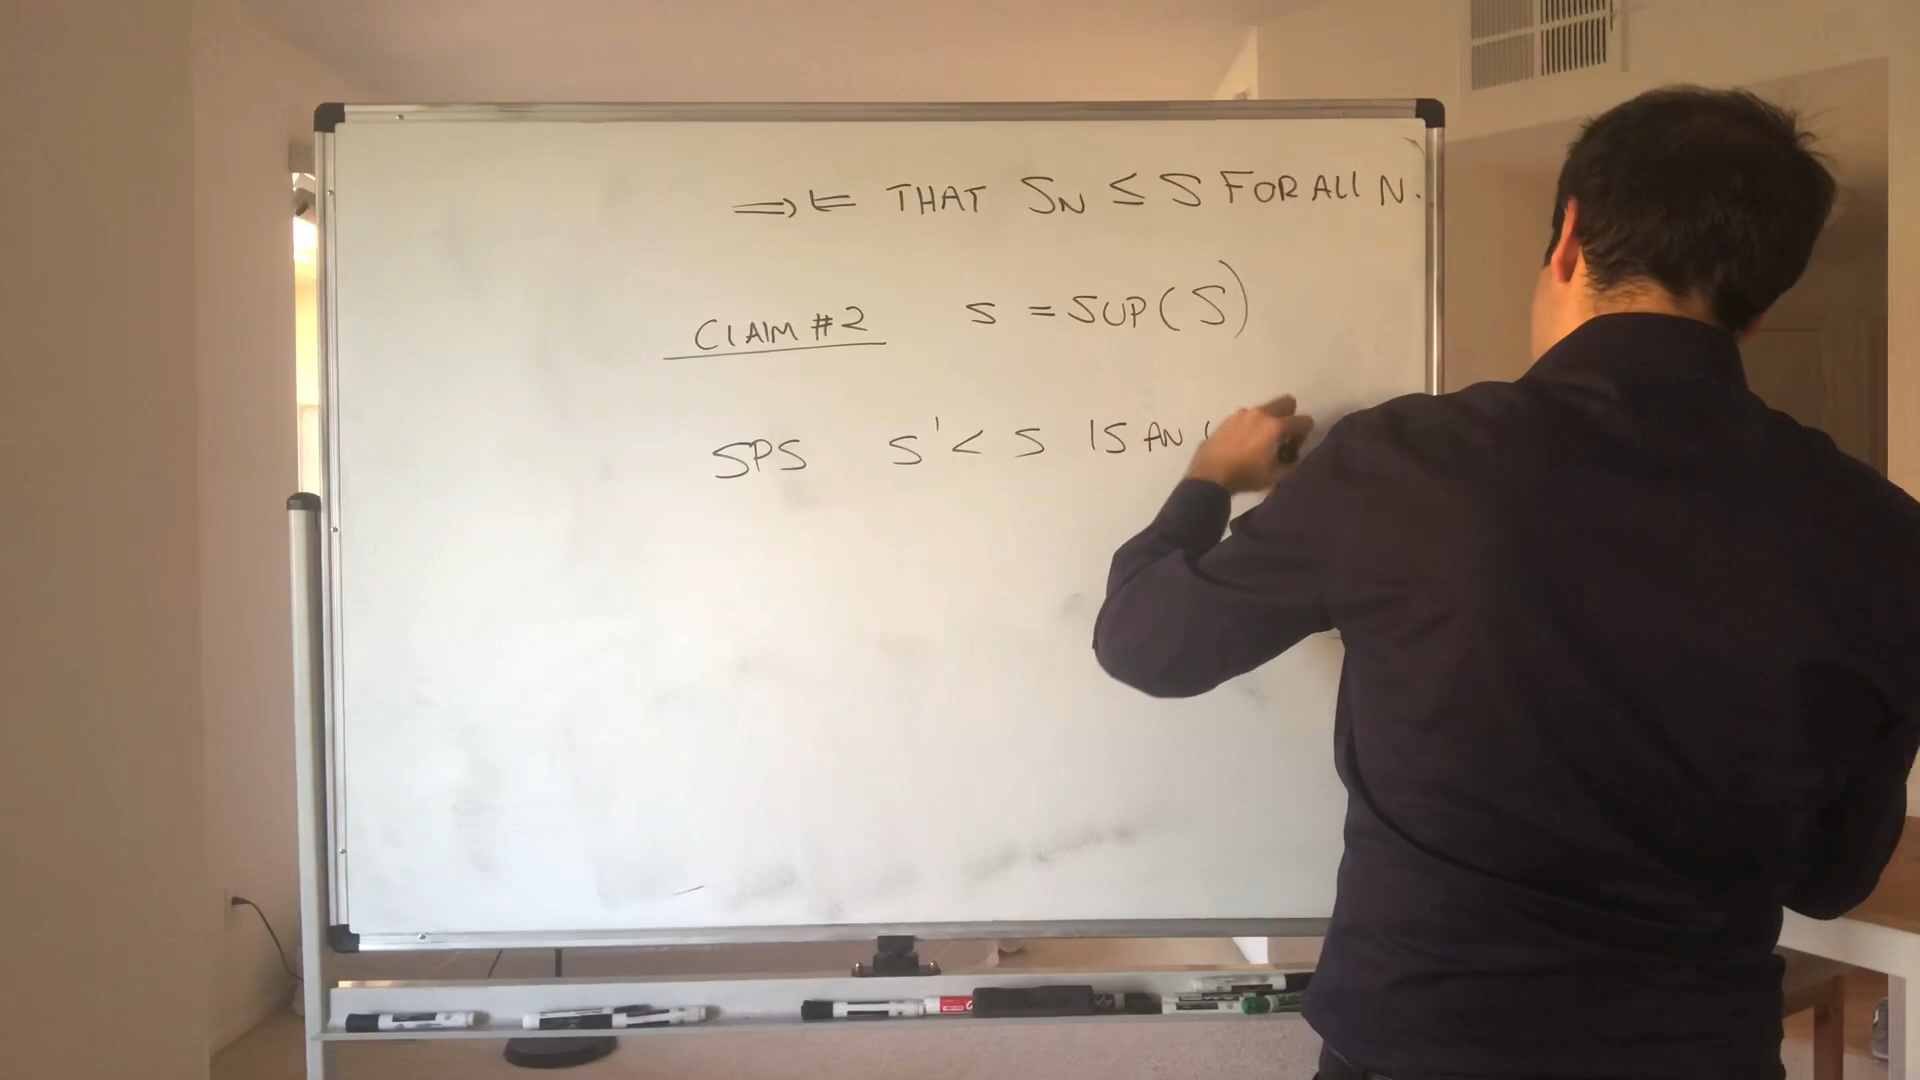 ⇒⇐ THAT SN ≤ S FOR ALL N.
CLAIM #2 S = SUP(S)
SPS S' < S IS AN